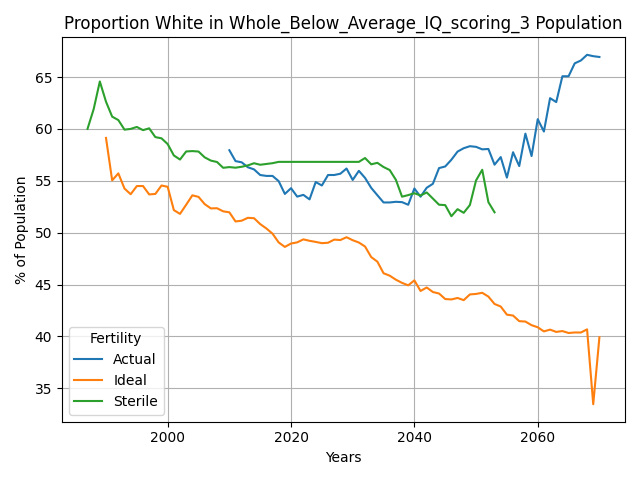 Proportion White in Whole_Below_Average_IQ_scoring_3 Population
% of Population
65
60
55
50
45
40
35
Fertility
Actual
Ideal
Sterile
2000
2020
2040
2060
Years